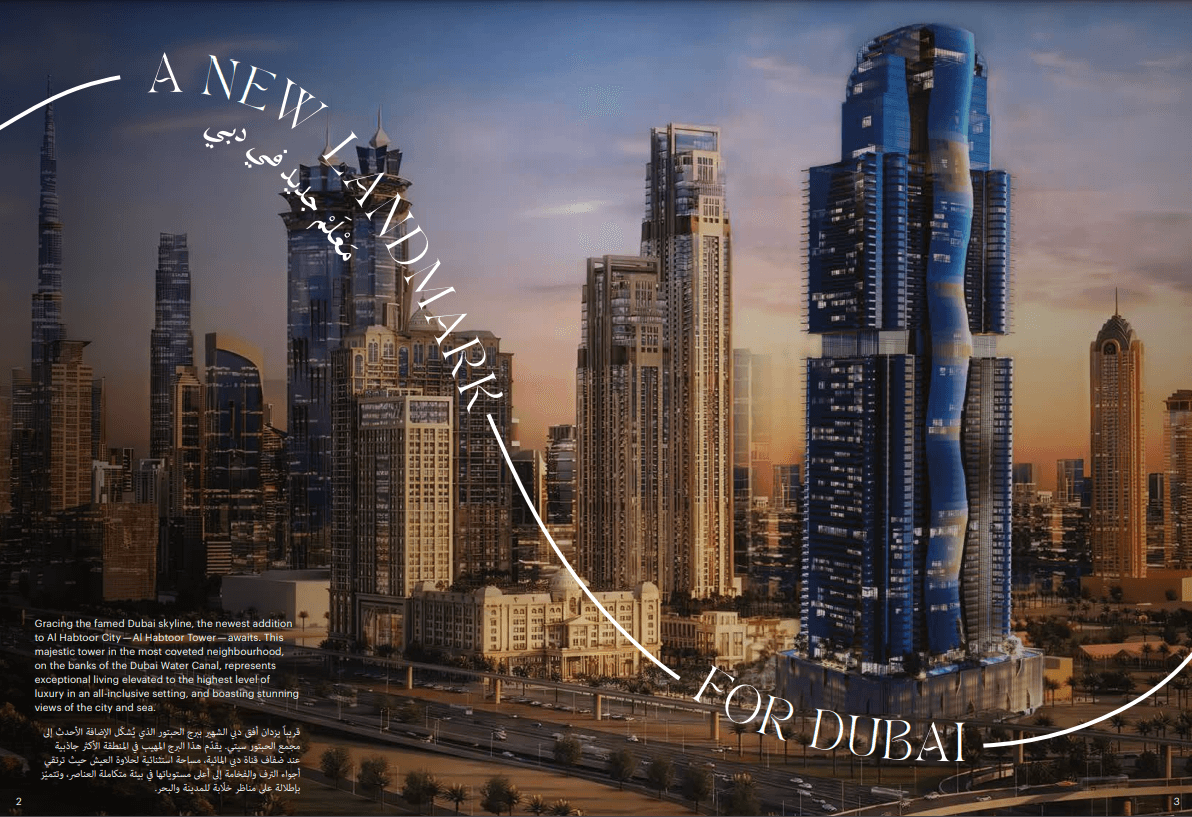 A NEW LANDMARK
FOR DUBAI
مَعْلَم جديد في دبي
Gracing the famed Dubai skyline, the newest addition
to Al Habtoor City — Al Habtoor Tower — awaits. This
majestic tower in the most coveted neighbourhood,
on the banks of the Dubai Water Canal, represents
exceptional living elevated to the highest level of
luxury in an all-inclusive setting, and boasting stunning
views of the city and sea.
قريباً يزدان أفق دبي الشهير ببرج الحبتور الذي يُشكّل الإضافة الأحدث إلى
مجمع الحبتور سيتي. يقدّم هذا البرج المهيب في المنطقة الأكثر جاذبية
عند ضفاف قناة دبي المائية، مساحة استثنائية لحلاوة العيش حيث ترتقي
أجواء الترف والفخامة إلى أعلى مستوياتها في بيئة متكاملة العناصر، وتتميّز
بإطلالة على مناظر خلّابة للمدينة والبحر.
2
3